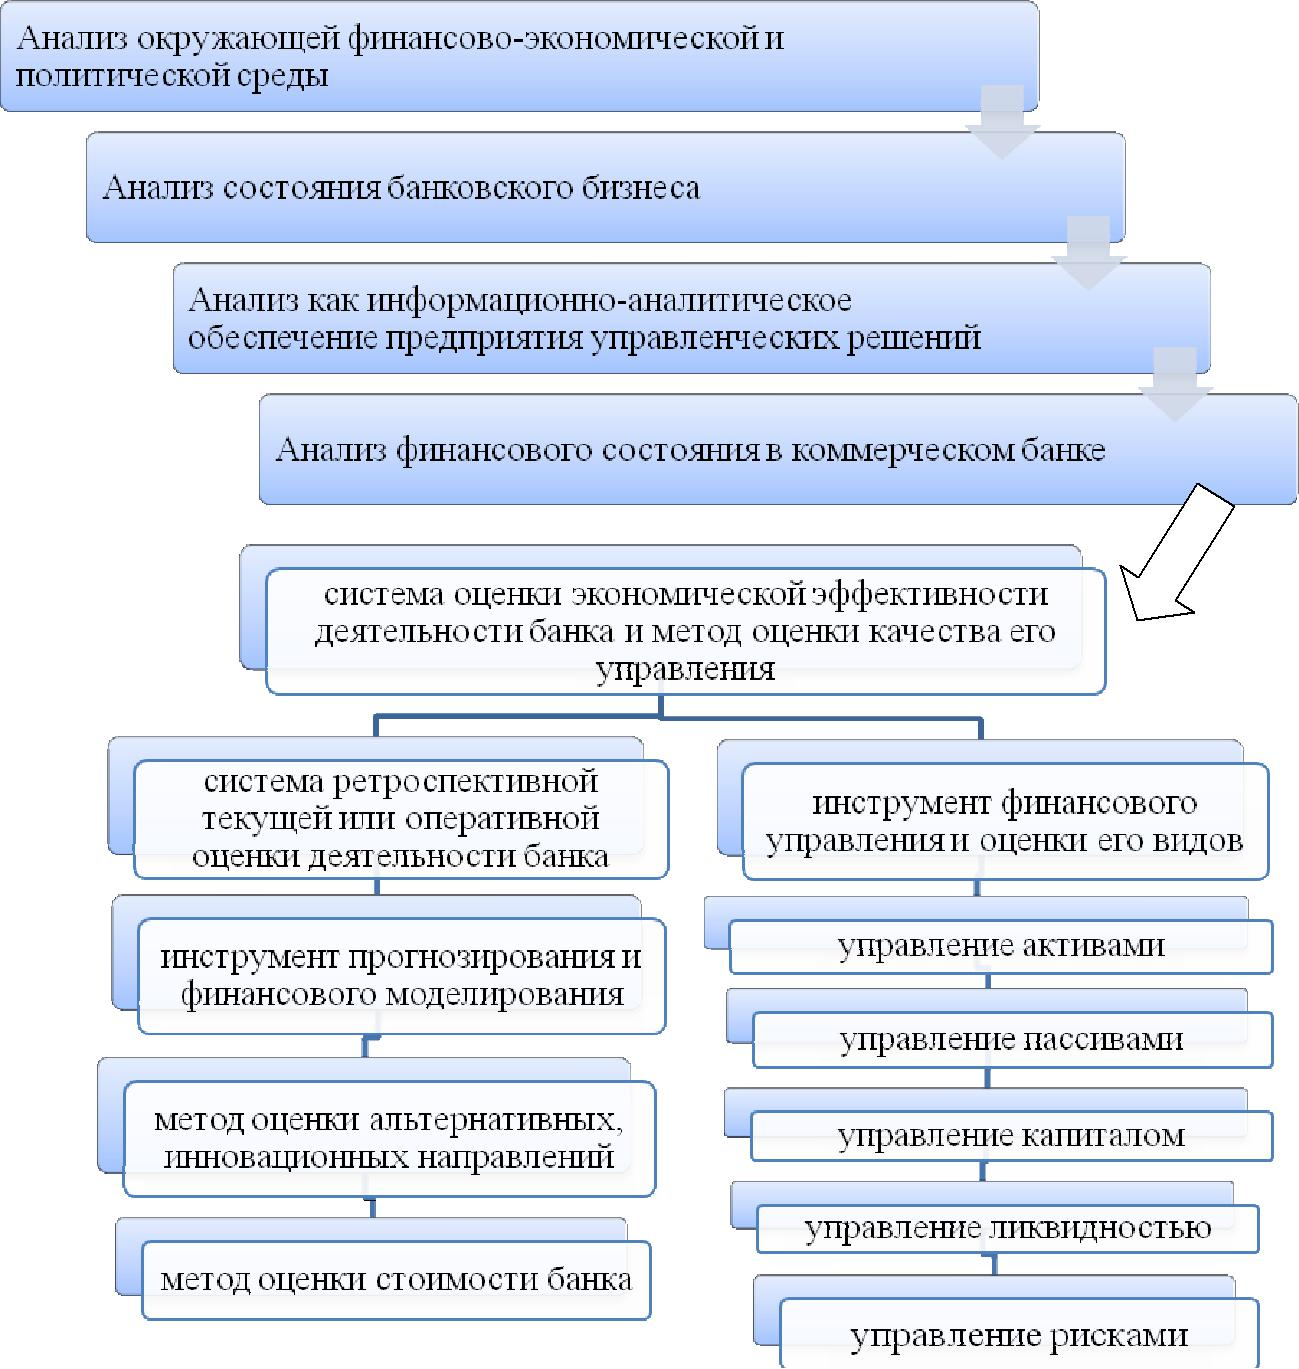 Анализ окружающей финансово-экономической и
политической среды
Анализ состояния банковского бизнеса
Анализ как информационно-аналитическое
обеспечение предприятия управленческих решений
Анализ финансового состояния в коммерческом банке
система оценки экономической эффективности
деятельности банка и метод оценки качества его
управления
система ретроспективной
текущей или оперативной
оценки деятельности банка
инструмент прогнозирования и
финансового моделирования
метод оценки альтернативных,
инновационных направлений
метод оценки стоимости банка
инструмент финансового
управления и оценки его видов
управление активами
управление пассивами
управление капиталом
управление ликвидностью
управление рисками